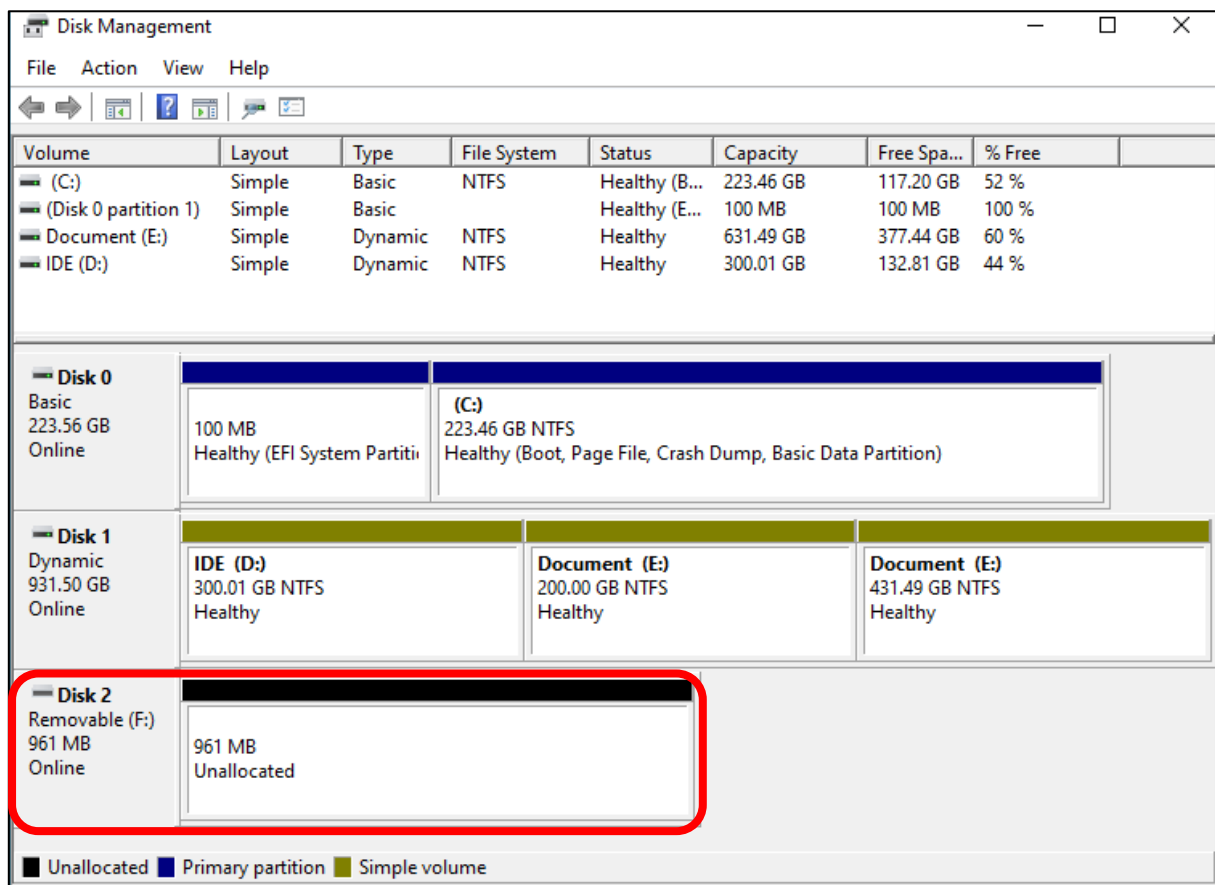 Disk Management
File Action View Help
Volume Layout Type File System Status Capacity Free Spa... % Free
(C:) Simple Basic NTFS Healthy (B... 223.46 GB 117.20 GB 52 %
(Disk 0 partition 1) Simple Basic Healthy (E... 100 MB 100 MB 100 %
Document (E:) Simple Dynamic NTFS Healthy 631.49 GB 377.44 GB 60 %
IDE (D:) Simple Dynamic NTFS Healthy 300.01 GB 132.81 GB 44 %
Disk 0
Basic
223.56 GB
Online
100 MB
Healthy (EFI System Partiti
(C:)
223.46 GB NTFS
Healthy (Boot, Page File, Crash Dump, Basic Data Partition)
Disk 1
Dynamic
931.50 GB
Online
IDE (D:)
300.01 GB NTFS
Healthy
Document (E:)
200.00 GB NTFS
Healthy
Document (E:)
431.49 GB NTFS
Healthy
Disk 2
Removable (F:)
961 MB
Online
961 MB
Unallocated
Unallocated Primary partition Simple volume